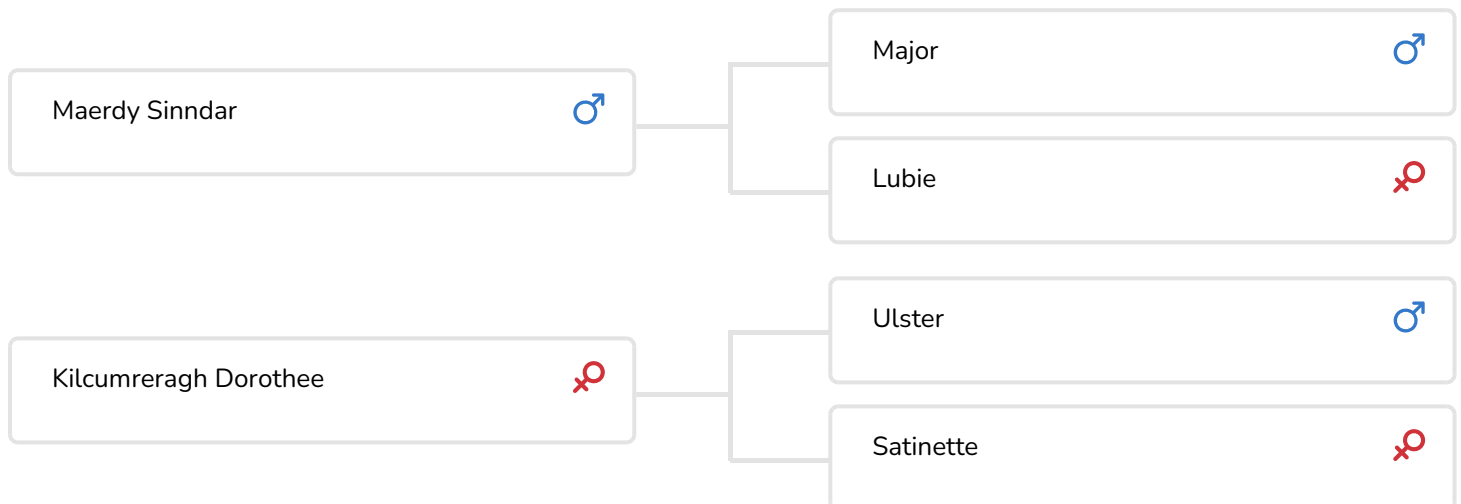 Major
Maerdy Sinndar
Lubie
Ulster
Kilcumreragh Dorothee
Satinette